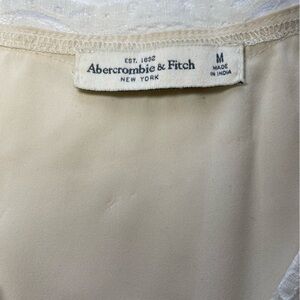 EST. 1892
Abercrombie & Fitch
NEW YORK
M
MADE
IN INDIA